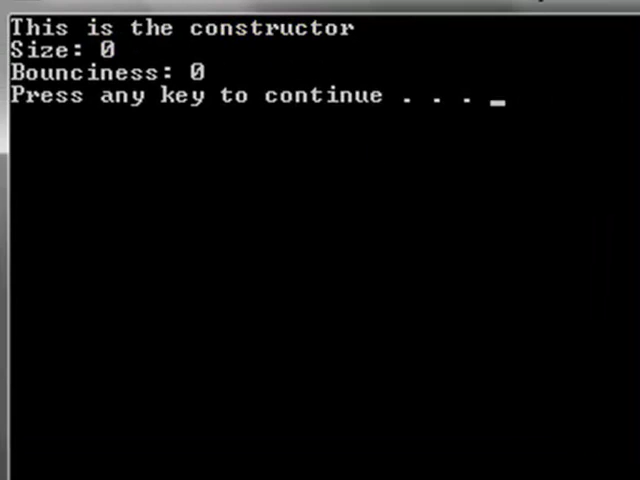 This is the constructor
Size: 0
Bounciness: 0
Press any key to continue . . . _